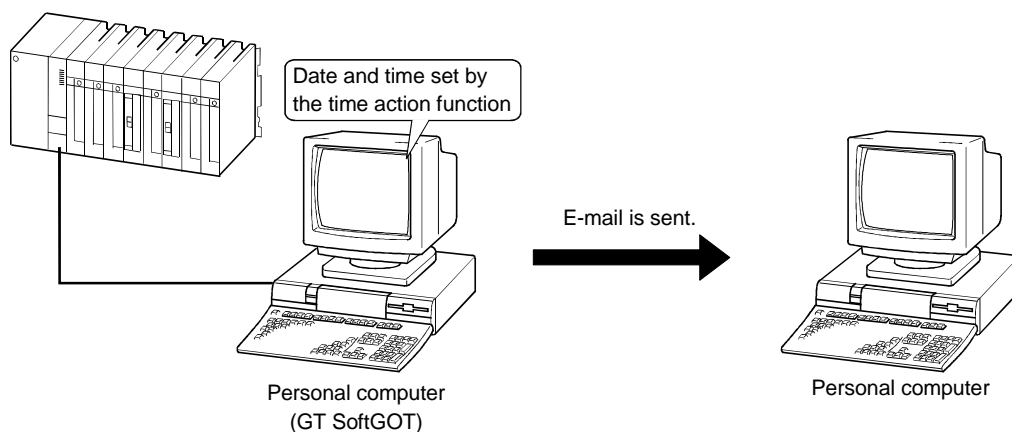 Date and time set by
the time action function
E-mail is sent.
Personal computer
(GT SoftGOT)
Personal computer